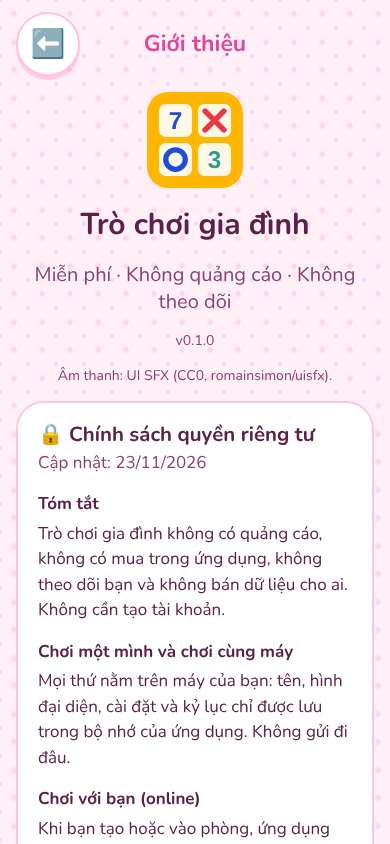 Giới thiệu
7
3
Trò chơi gia đình
Miễn phí · Không quảng cáo · Không
theo dõi
v0.1.0
Âm thanh: UI SFX (CC0, romainsimon/uisfx).
🔒 Chính sách quyền riêng tư
Cập nhật: 23/11/2026
Tóm tắt
Trò chơi gia đình không có quảng cáo,
không có mua trong ứng dụng, không
theo dõi bạn và không bán dữ liệu cho ai.
Không cần tạo tài khoản.
Chơi một mình và chơi cùng máy
Mọi thứ nằm trên máy của bạn: tên, hình
đại diện, cài đặt và kỷ lục chỉ được lưu
trong bộ nhớ của ứng dụng. Không gửi đi
đâu.
Chơi với bạn (online)
Khi bạn tạo hoặc vào phòng, ứng dụng